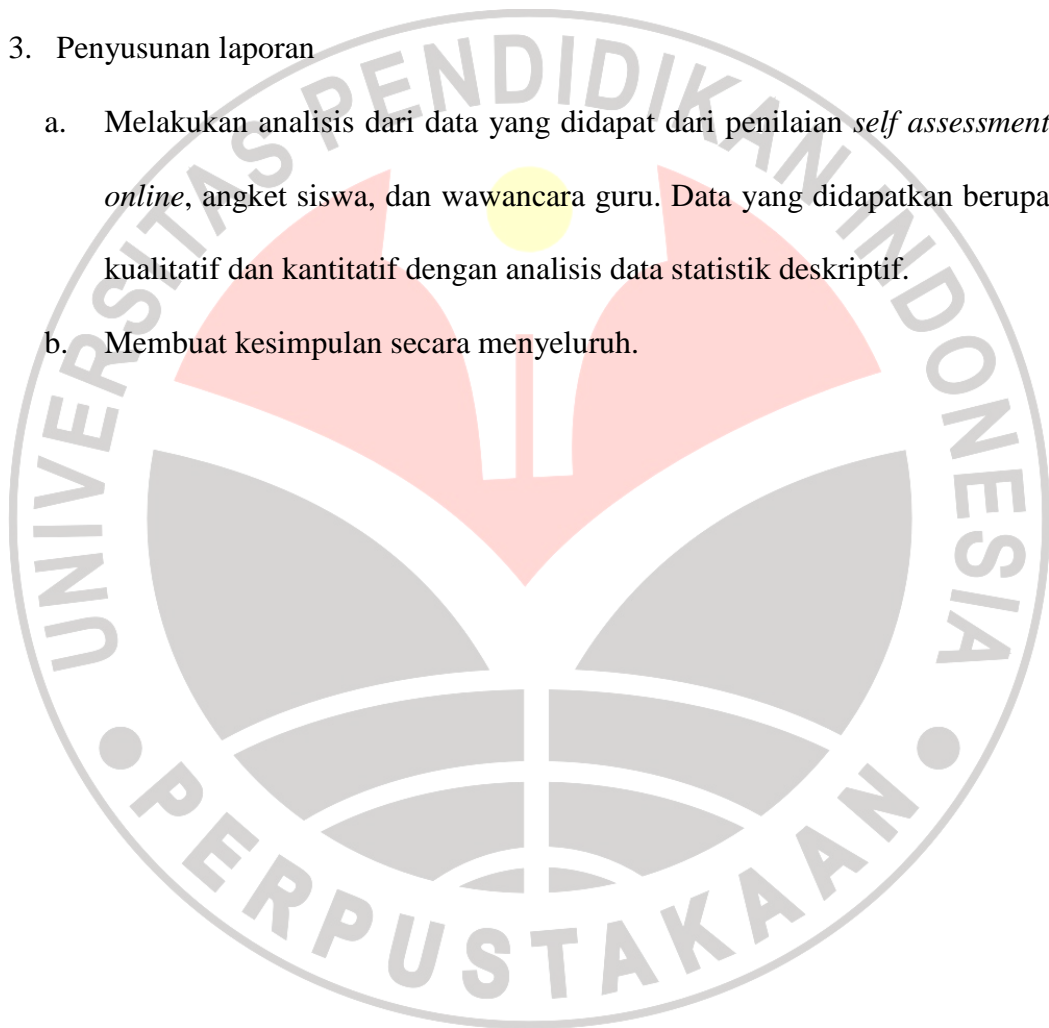 3. Penyusunan laporan
a. Melakukan analisis dari data yang didapat dari penilaian self assessment
online, angket siswa, dan wawancara guru. Data yang didapatkan berupa
kualitatif dan kantitatif dengan analisis data statistik deskriptif.
b. Membuat kesimpulan secara menyeluruh.
UNIVERSITAS PENDIDIKAN INDONESIA
PERPUSTAKAAN